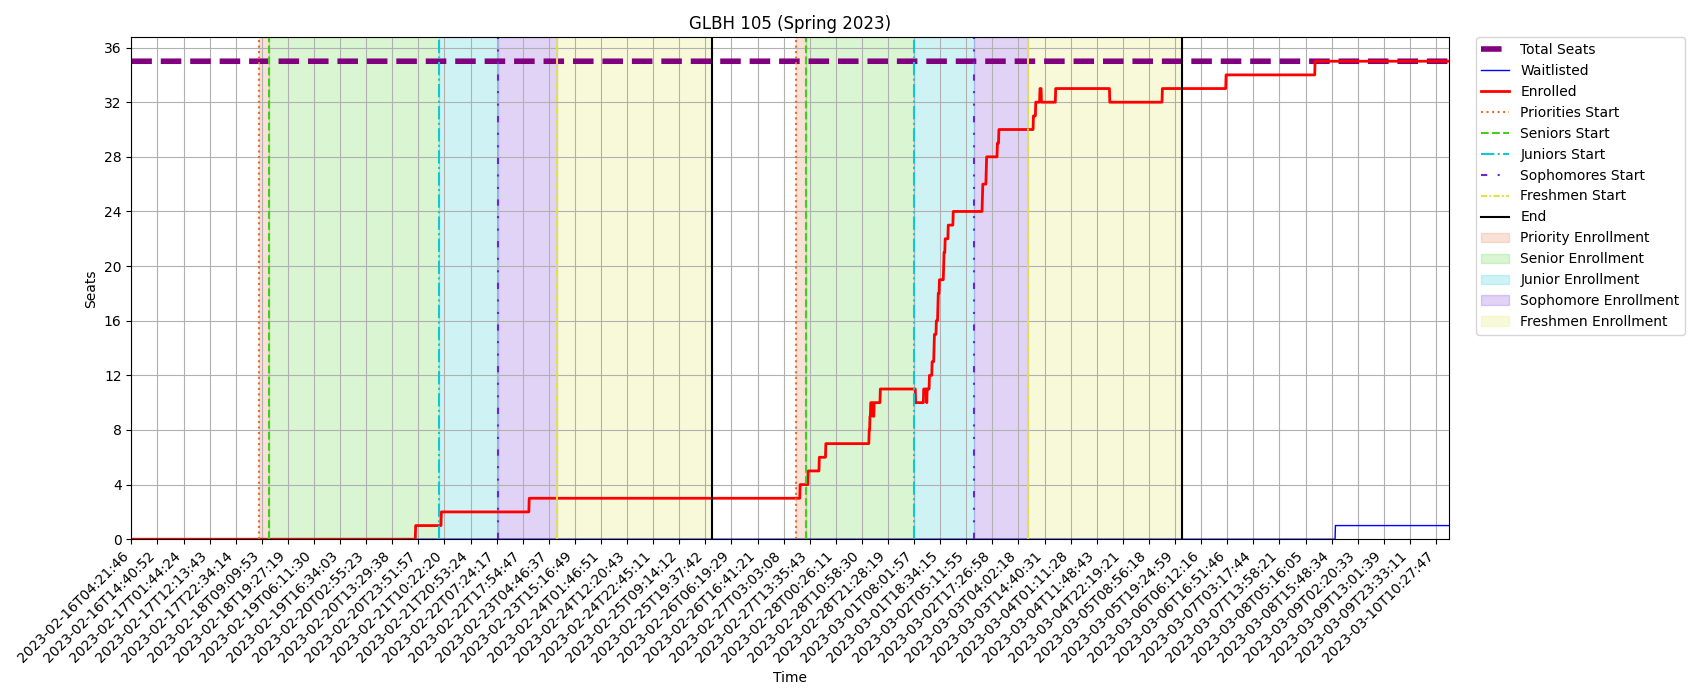 GLBH 105 (Spring 2023)
Seats
36
32
28
24
20
16
12
8
4
0
2023-02-16T04:21:46
2023-02-16T14:40:52
2023-02-17T01:44:24
2023-02-17T12:13:43
2023-02-17T22:34:14
2023-02-18T09:09:53
2023-02-18T19:27:19
2023-02-19T06:11:30
2023-02-19T16:34:03
2023-02-20T02:55:23
2023-02-20T13:29:38
2023-02-20T23:51:57
2023-02-21T10:22:20
2023-02-21T20:53:24
2023-02-22T07:24:17
2023-02-22T17:54:47
2023-02-23T04:46:37
2023-02-23T15:16:49
2023-02-24T01:46:51
2023-02-24T12:20:43
2023-02-24T22:45:11
2023-02-25T09:14:12
2023-02-25T19:37:42
2023-02-26T06:19:29
2023-02-26T16:41:21
2023-02-27T03:03:08
2023-02-27T13:35:43
2023-02-28T00:26:11
2023-02-28T10:58:30
2023-02-28T21:28:19
2023-03-01T08:01:57
2023-03-01T18:34:15
2023-03-02T05:11:55
2023-03-02T17:26:58
2023-03-03T04:02:18
2023-03-03T14:40:31
2023-03-04T01:11:28
2023-03-04T11:48:43
2023-03-04T22:19:21
2023-03-05T08:56:18
2023-03-05T19:24:59
2023-03-06T06:12:16
2023-03-06T16:51:46
2023-03-07T03:17:44
2023-03-07T13:58:21
2023-03-08T05:16:05
2023-03-08T15:48:34
2023-03-09T02:20:33
2023-03-09T13:01:39
2023-03-09T23:33:11
2023-03-10T10:27:47
Time
Total Seats
Waitlisted
Enrolled
Priorities Start
Seniors Start
Juniors Start
Sophomores Start
Freshmen Start
End
Priority Enrollment
Senior Enrollment
Junior Enrollment
Sophomore Enrollment
Freshmen Enrollment